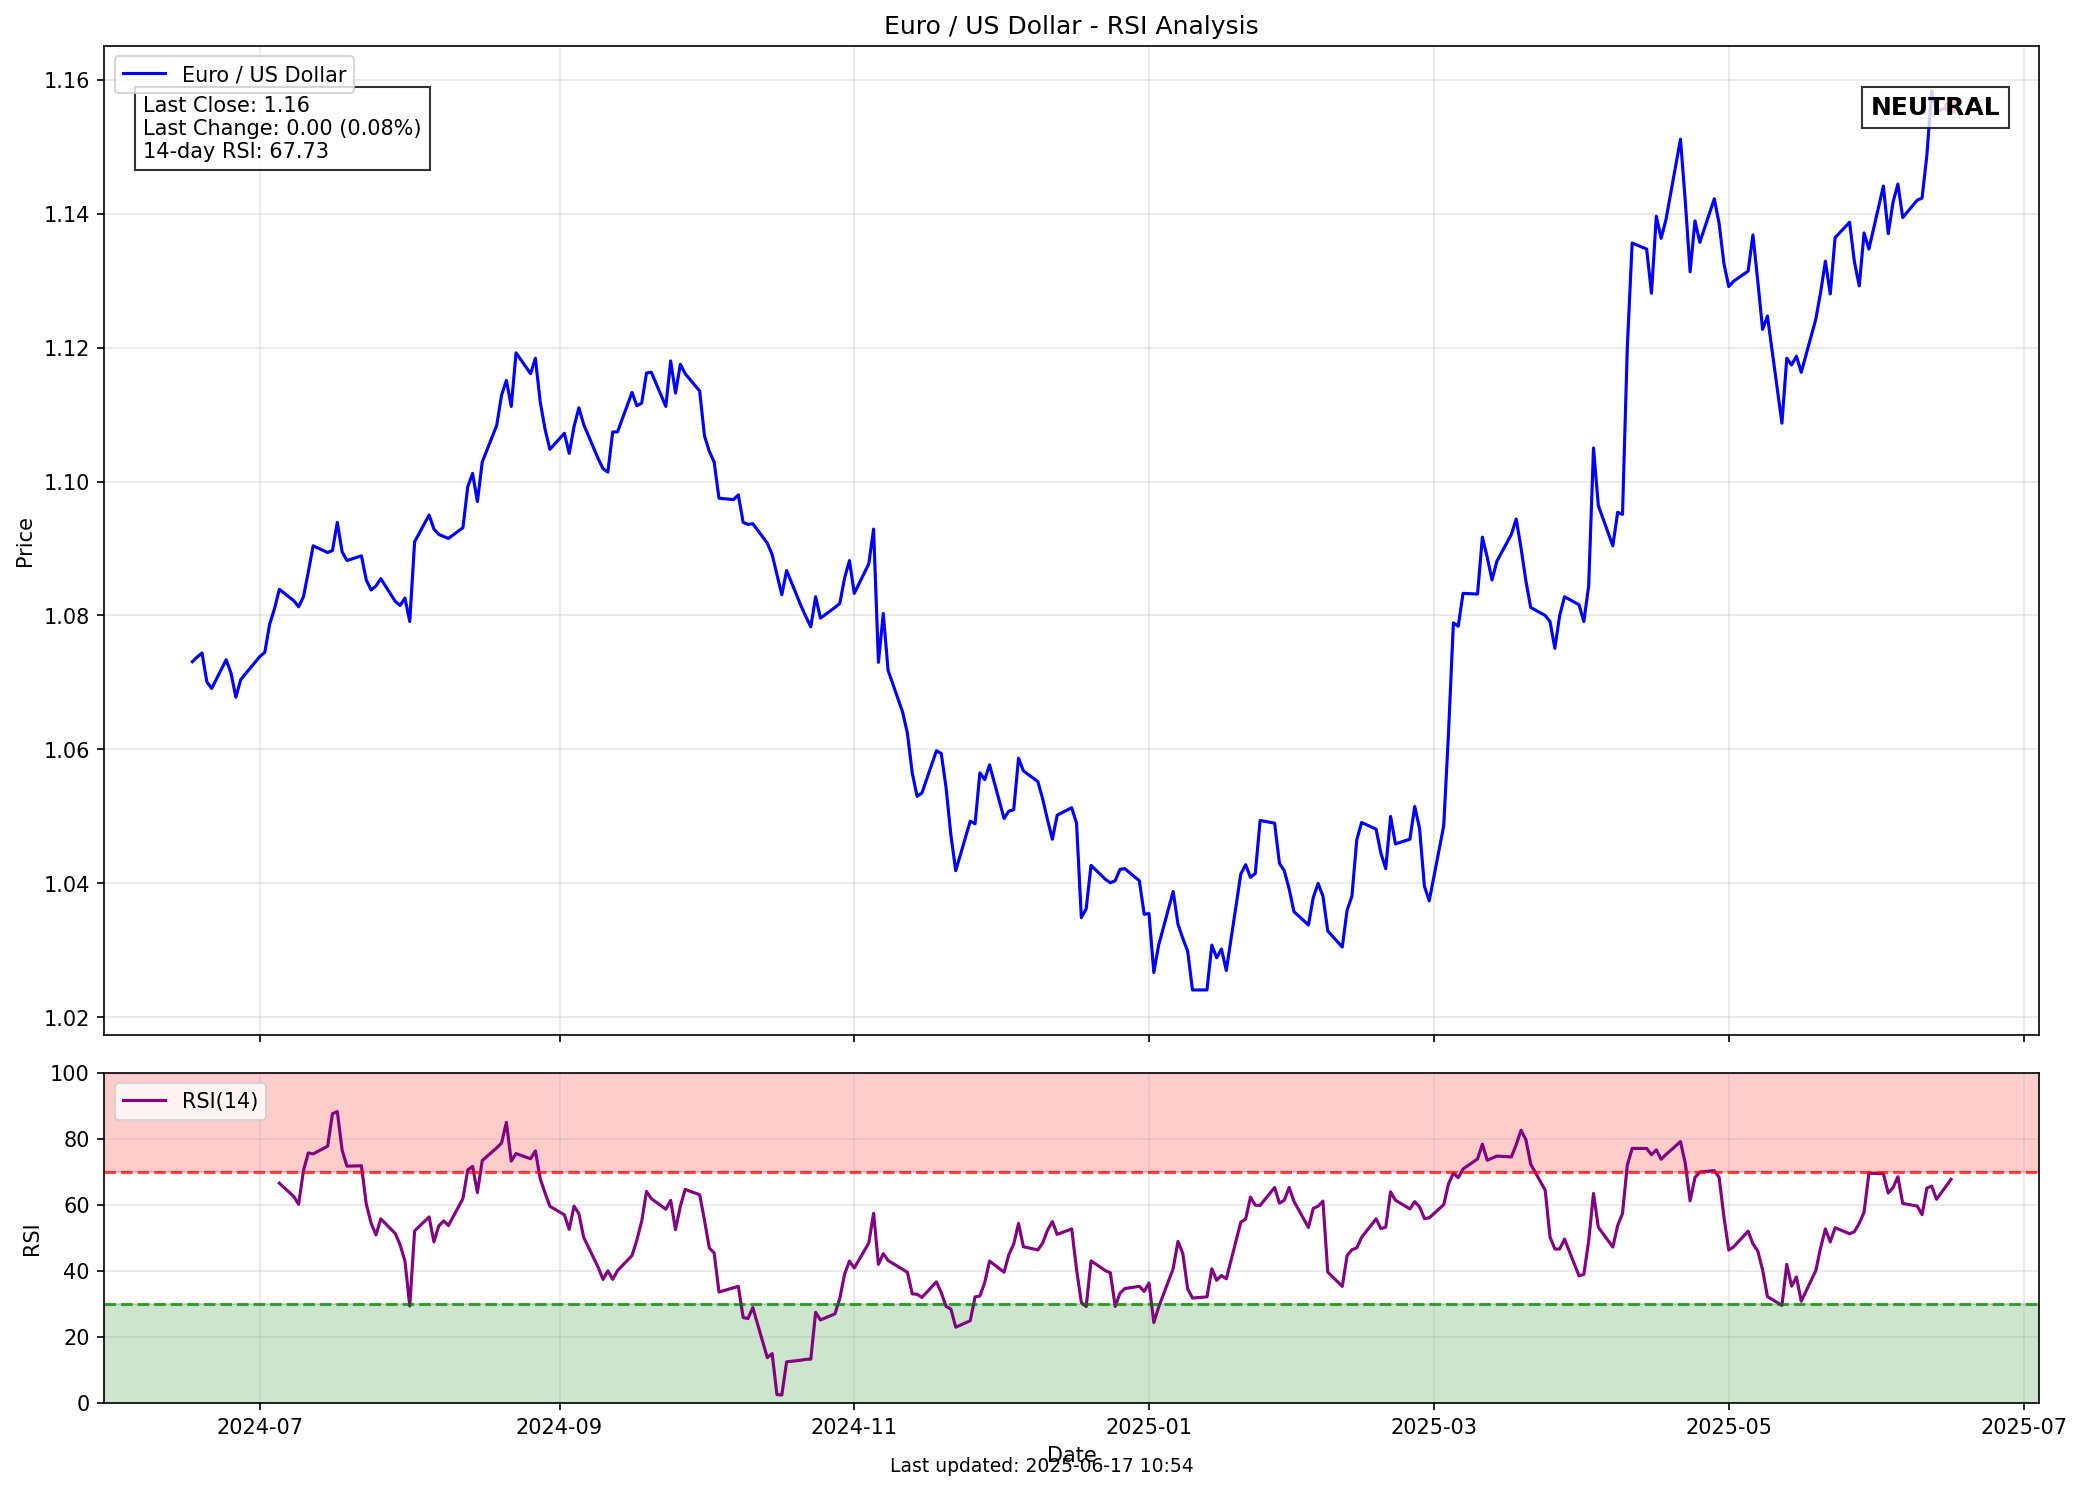 Euro / US Dollar - RSI Analysis
Euro / US Dollar
Last Close: 1.16
Last Change: 0.00 (0.08%)
14-day RSI: 67.73
NEUTRAL
Price
1.16
1.14
1.12
1.10
1.08
1.06
1.04
1.02
RSI(14)
RSI
100
80
60
40
20
0
2024-07 2024-09 2024-11 2025-01 2025-03 2025-05 2025-07
Date
Last updated: 2025-06-17 10:54